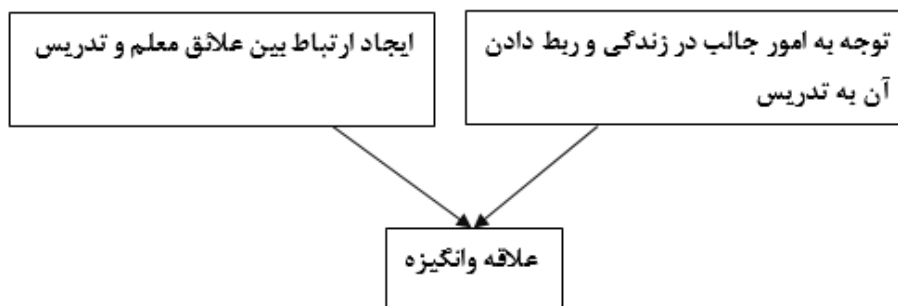 توجه به امور جالب در زندگی و ربط دادن
آن به تدریس
ایجاد ارتباط بین علائق معلم و تدریس
علاقه وانگیزه